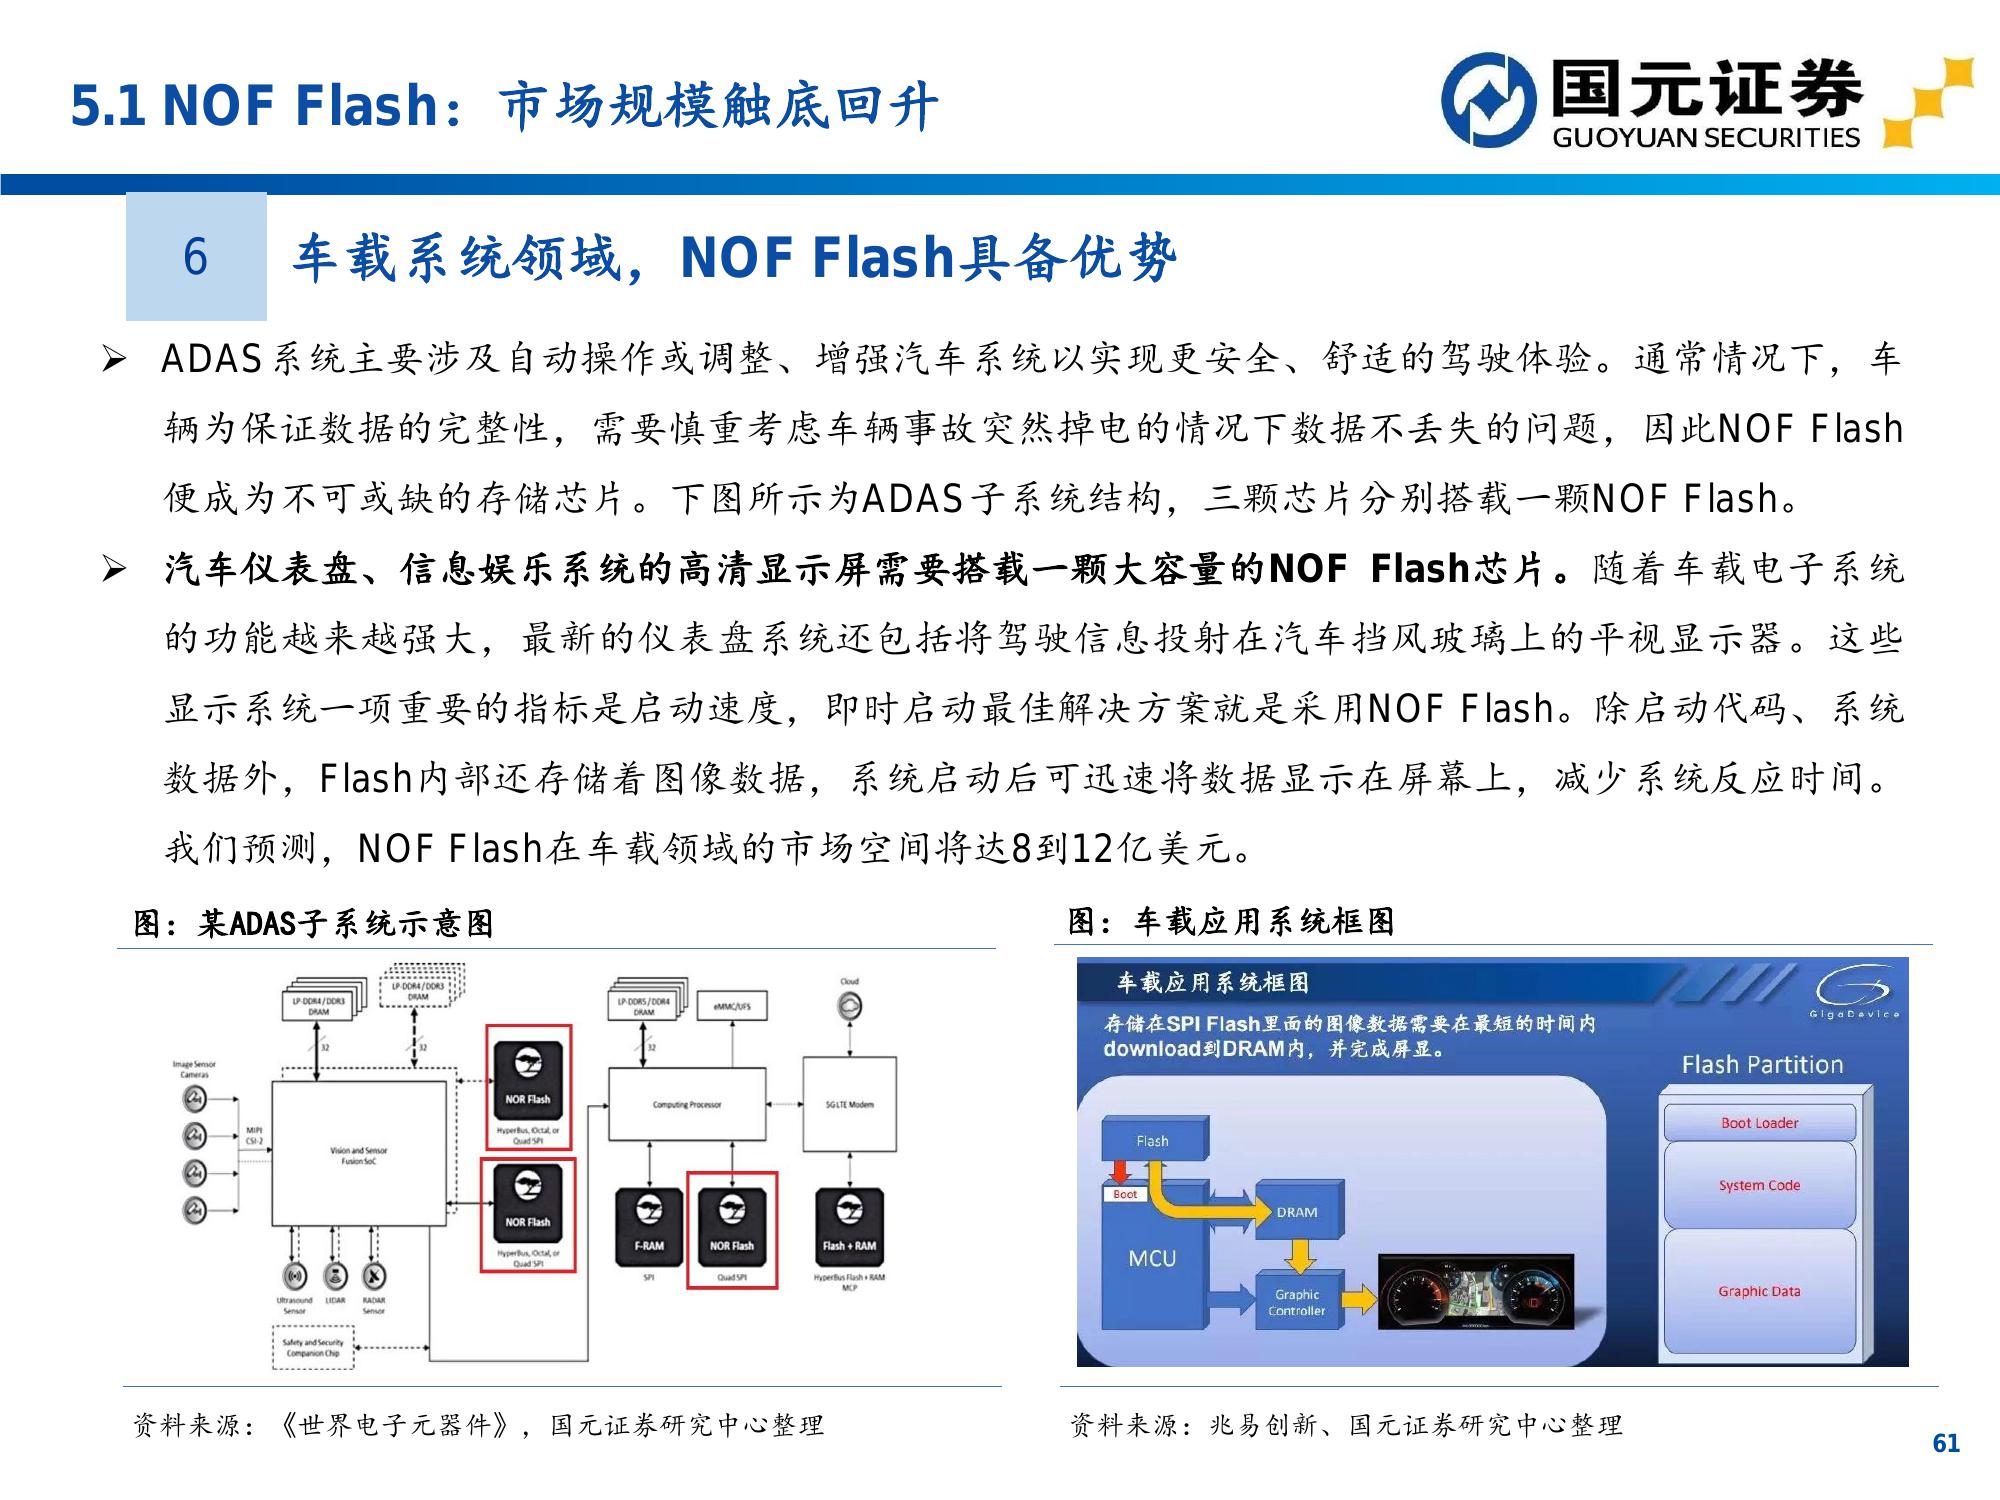 5.1 NOF Flash：市场规模触底回升
国元证券
GUOYUAN SECURITIES
6
车载系统领域，NOF Flash具备优势
➢ ADAS系统主要涉及自动操作或调整、增强汽车系统以实现更安全、舒适的驾驶体验。通常情况下，车
辆为保证数据的完整性，需要慎重考虑车辆事故突然掉电的情况下数据不丢失的问题，因此NOF Flash
便成为不可或缺的存储芯片。下图所示为ADAS子系统结构，三颗芯片分别搭载一颗NOF Flash。
➢ 汽车仪表盘、信息娱乐系统的高清显示屏需要搭载一颗大容量的NOF Flash芯片。随着车载电子系统
的功能越来越强大，最新的仪表盘系统还包括将驾驶信息投射在汽车挡风玻璃上的平视显示器。这些
显示系统一项重要的指标是启动速度，即时启动最佳解决方案就是采用NOF Flash。除启动代码、系统
数据外，Flash内部还存储着图像数据，系统启动后可迅速将数据显示在屏幕上，减少系统反应时间。
我们预测，NOF Flash在车载领域的市场空间将达8到12亿美元。
图：某ADAS子系统示意图
LP-DDR4/DDR3
DRAM
LP-DDR4/DDR3
DRAM
32
32
Image Sensor
Cameras
MIPI
CSI-2
Vision and Sensor
Fusion SoC
NOR Flash
HyperBus, Octal, or
Quad SPI
NOR Flash
HyperBus, Octal, or
Quad SPI
Ultrasound
Sensor
LIDAR
RADAR
Sensor
Safety and Security
Companion Chip
LP-DDR5/DDR4
DRAM
eMMC/UFS
32
Computing Processor
F-RAM
SPI
NOR Flash
Quad SPI
Cloud
5G LTE Modem
Flash + RAM
HyperBus Flash + RAM
MCP
资料来源：《世界电子元器件》，国元证券研究中心整理
图：车载应用系统框图
车载应用系统框图
GigaDevice
存储在SPI Flash里面的图像数据需要在最短的时间内
download到DRAM内，并完成屏显。
Flash
Boot
MCU
DRAM
Graphic
Controller
Flash Partition
Boot Loader
System Code
Graphic Data
资料来源：兆易创新、国元证券研究中心整理
61